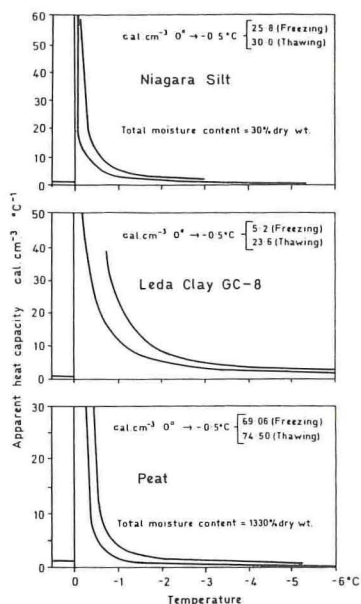 Apparent heat capacity cal. cm⁻³ °C⁻¹
60
50
40
30
20
10
0
cal cm⁻³ 0° → -0·5°C
25·8 (Freezing)
30·0 (Thawing)
Niagara Silt
Total moisture content = 30% dry wt.
50
40
30
20
10
0
cal.cm⁻³ 0° → -0·5°C
5·2 (Freezing)
23·6 (Thawing)
Leda Clay GC-8
30
20
10
0
cal.cm⁻³ 0° → -0·5°C
69·06 (Freezing)
74·50 (Thawing)
Peat
Total moisture content = 1330% dry wt.
0 -1 -2 -3 -4 -5 -6°C
Temperature